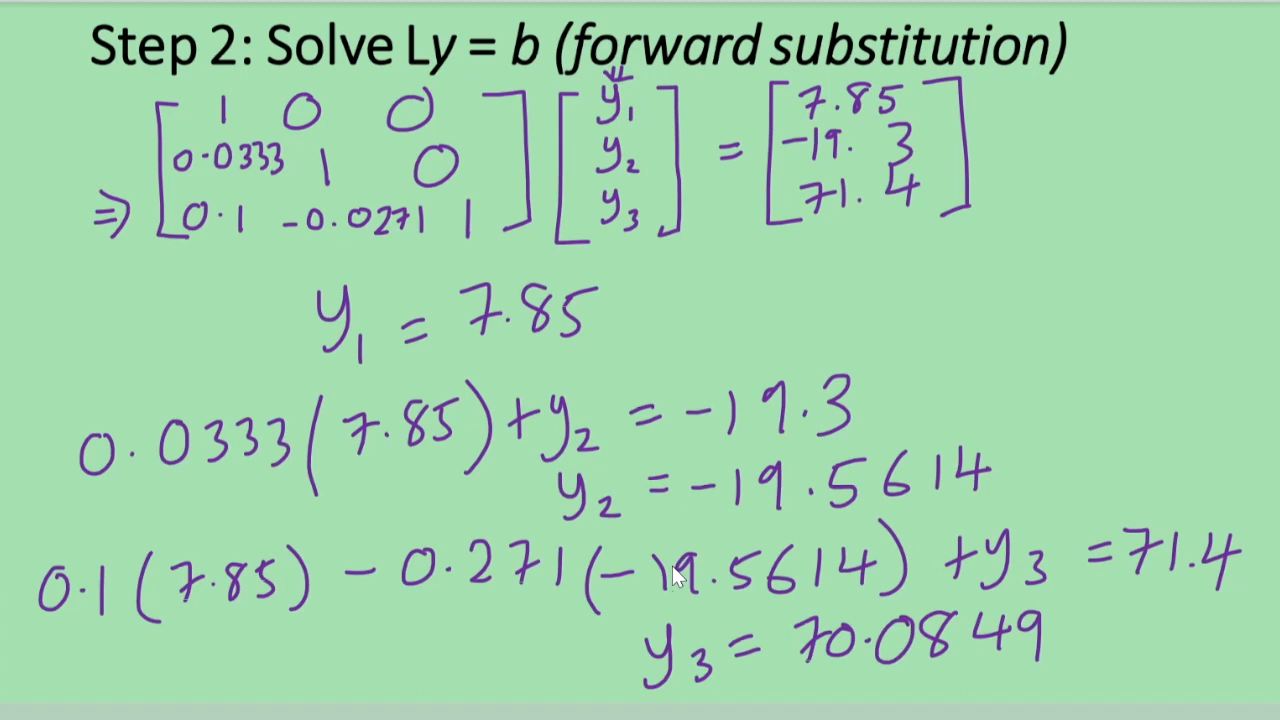 Step 2: Solve Ly = b (forward substitution)
⇒ [ 1 0 0 ] [ y₁ ] = [ 7.85 ]
[ 0.0333 1 0 ] [ y₂ ] [ -19. 3 ]
[ 0.1 -0.0271 1 ] [ y₃ ] [ 71. 4 ]
y₁ = 7.85
0.0333(7.85)+y₂ = -19.3
y₂ = -19.5614
0.1(7.85) - 0.271(-19.5614) +y₃ =71.4
y₃ = 70.0849